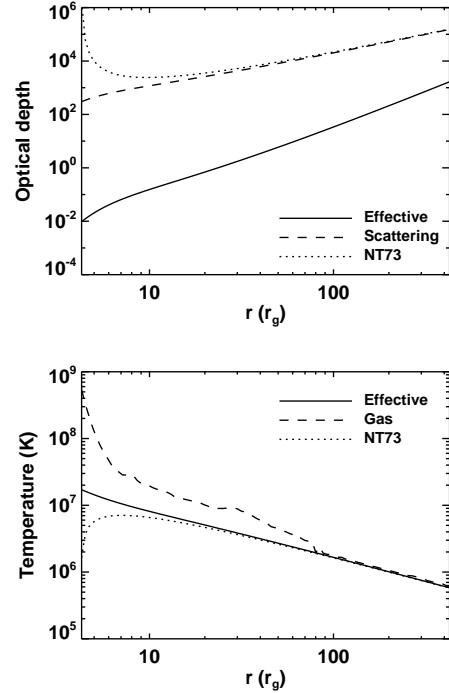 10^6
10^4
10^2
10^0
10^-2
10^-4
Optical depth
Effective
Scattering
NT73
10
100
r (r_g)
10^9
10^8
10^7
10^6
10^5
Temperature (K)
Effective
Gas
NT73
10
100
r (r_g)